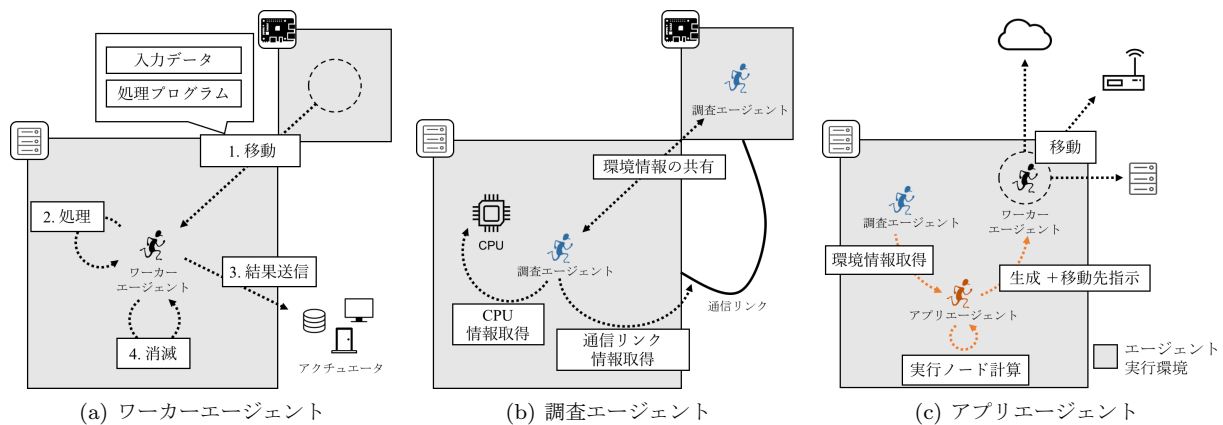 入力データ
処理プログラム
1. 移動
2. 処理
ワーカー
エージェント
3. 結果送信
4. 消滅
アクチュエータ
(a) ワーカーエージェント
調査エージェント
環境情報の共有
CPU
調査エージェント
CPU
情報取得
通信リンク
情報取得
通信リンク
(b) 調査エージェント
移動
調査エージェント
ワーカー
エージェント
環境情報取得
生成 ＋移動先指示
アプリエージェント
実行ノード計算
エージェント
実行環境
(c) アプリエージェント